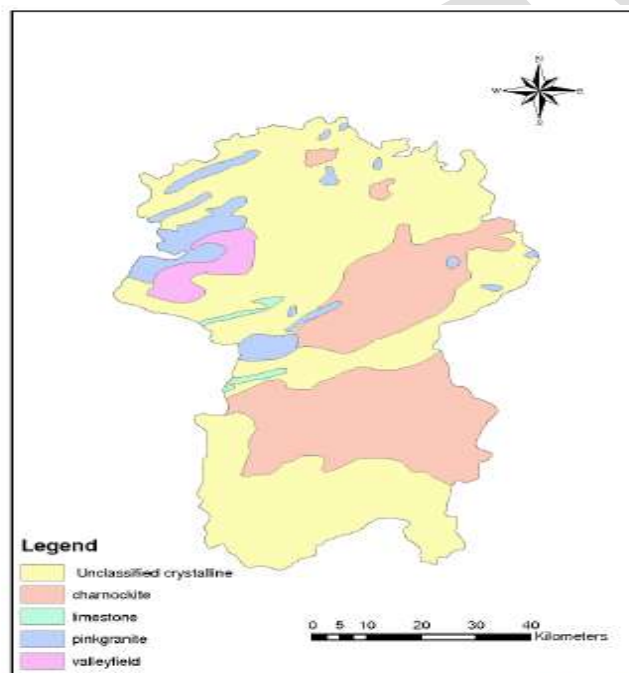 N
W E
S
Legend
Unclassified crystalline
charnockite
limestone
pinkgranite
valleyfield
0 5 10 20 30 40
Kilometers